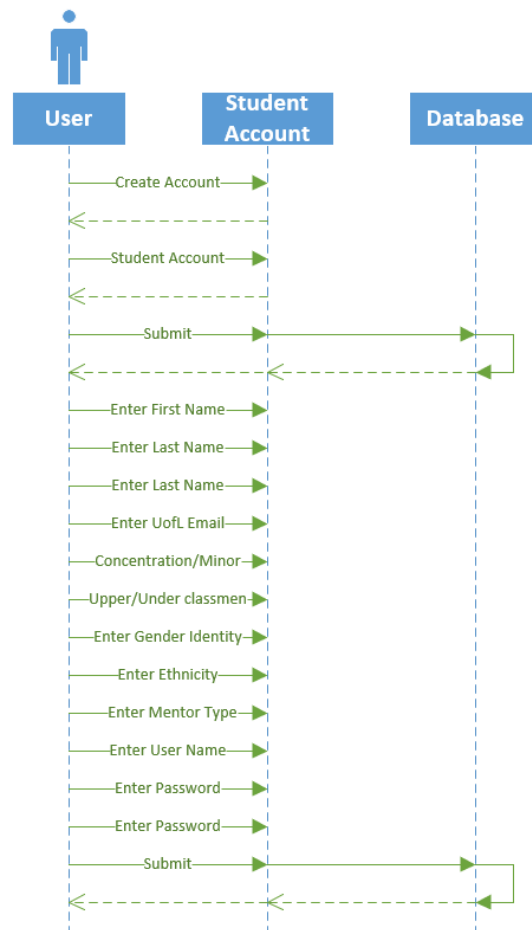 User
Student
Account
Database
Create Account
Student Account
Submit
Enter First Name
Enter Last Name
Enter Last Name
Enter UofL Email
Concentration/Minor
Upper/Under classmen
Enter Gender Identity
Enter Ethnicity
Enter Mentor Type
Enter User Name
Enter Password
Enter Password
Submit